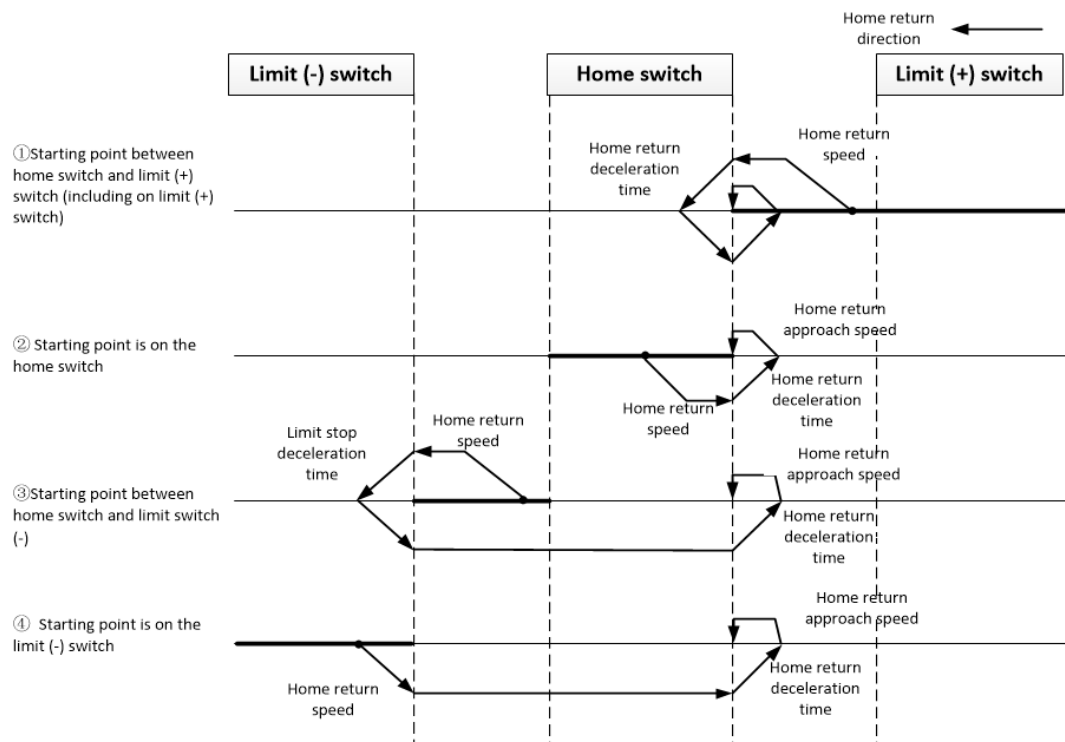 Home return
direction
Limit (-) switch
Home switch
Limit (+) switch
①Starting point between
home switch and limit (+)
switch (including on limit (+)
switch)
Home return
deceleration
time
Home return
speed
② Starting point is on the
home switch
Home return
approach speed
Home return
speed
Home return
deceleration
time
③Starting point between
home switch and limit switch
(-)
Limit stop
deceleration
time
Home return
speed
Home return
approach speed
Home return
deceleration
time
④ Starting point is on the
limit (-) switch
Home return
speed
Home return
approach speed
Home return
deceleration
time